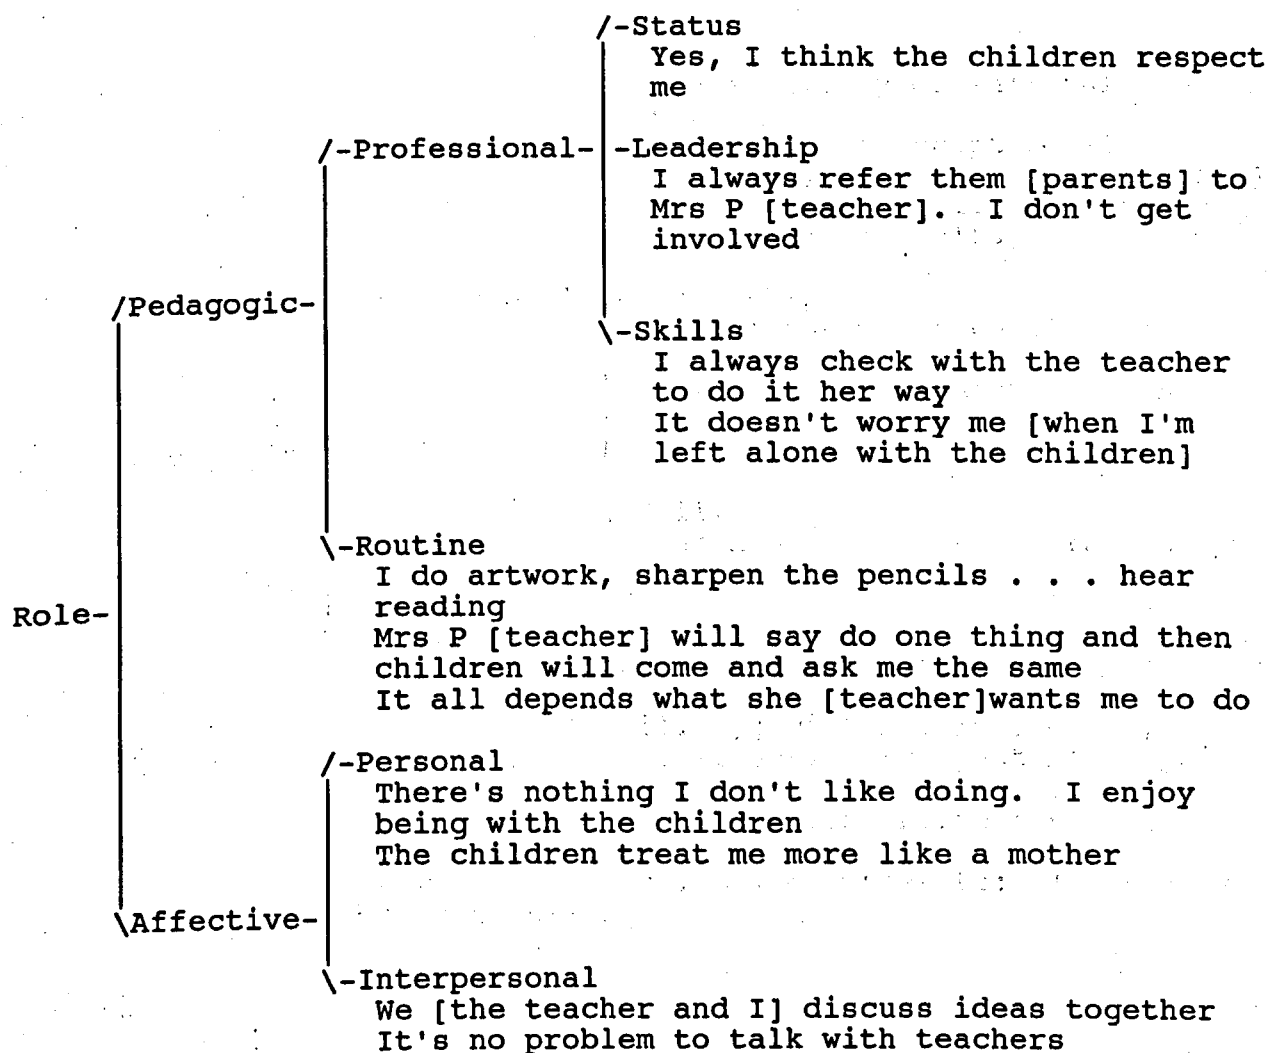 /-Status
Yes, I think the children respect
me
/-Professional-
-Leadership
I always refer them [parents] to
Mrs P [teacher]. I don't get
involved
/Pedagogic-
\-Skills
I always check with the teacher
to do it her way
It doesn't worry me [when I'm
left alone with the children]
\-Routine
I do artwork, sharpen the pencils . . . hear
reading
Role-
Mrs P [teacher] will say do one thing and then
children will come and ask me the same
It all depends what she [teacher]wants me to do
/-Personal
There's nothing I don't like doing. I enjoy
being with the children
The children treat me more like a mother
\Affective-
\-Interpersonal
We [the teacher and I] discuss ideas together
It's no problem to talk with teachers